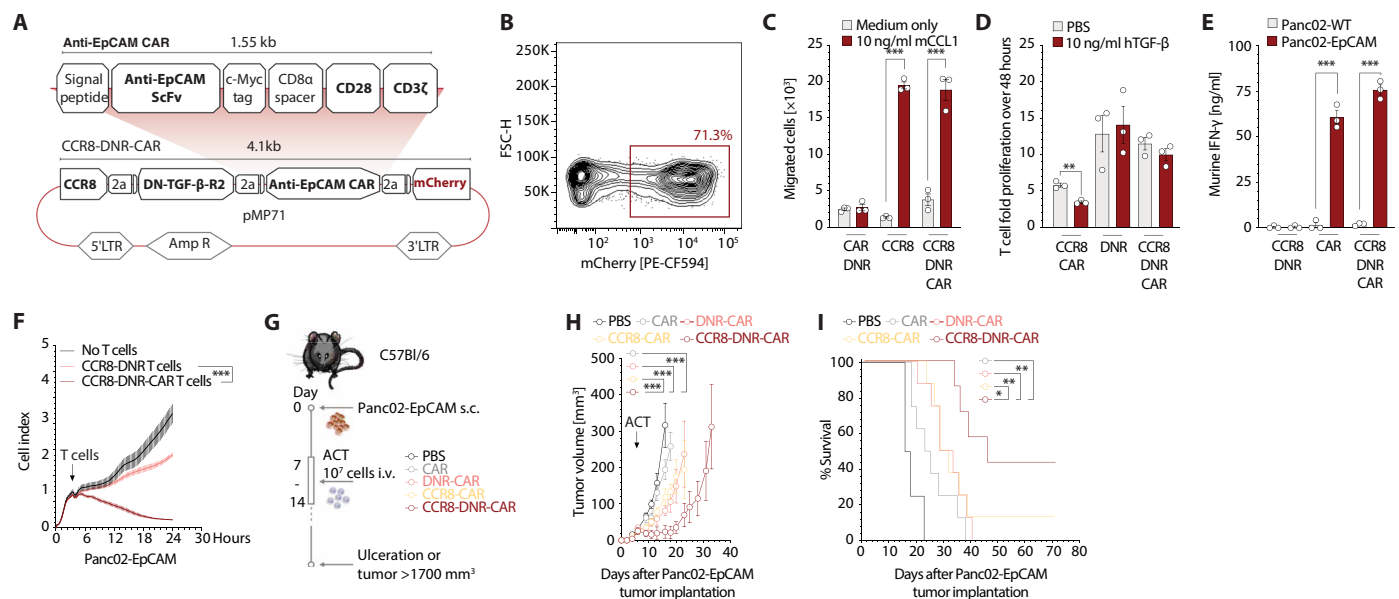 A
Anti-EpCAM CAR
1.55 kb
Signal
peptide
Anti-EpCAM
ScFv
c-Myc
tag
CD8α
spacer
CD28
CD3ζ
CCR8-DNR-CAR
4.1kb
CCR8
2a
DN-TGF-β-R2
2a
Anti-EpCAM CAR
2a
mCherry
pMP71
5'LTR
Amp R
3'LTR
B
FSC-H
200K
150K
100K
50K
71.3%
10²
10³
10⁴
10⁵
mCherry [PE-CF594]
C
Medium only
10 ng/ml mCCL1
Migrated cells [×10³]
25
20
15
10
5
0
***
***
CAR
DNR
CCR8
CCR8
DNR
CAR
D
PBS
10 ng/ml hTGF-β
T cell fold proliferation over 48 hours
25
20
15
10
5
0
**
CCR8
CAR
DNR
CCR8
DNR
CAR
E
Panc02-WT
Panc02-EpCAM
Murine IFN-γ [ng/ml]
100
75
50
25
0
***
***
CCR8
DNR
CAR
CCR8
DNR
CAR
F
No T cells
CCR8-DNR T cells
CCR8-DNR-CAR T cells
***
Cell index
5
4
3
2
1
0
T cells
0 6 12 18 24 30 Hours
Panc02-EpCAM
G
C57Bl/6
Day
0
Panc02-EpCAM s.c.
7
-
14
ACT
10⁷ cells i.v.
PBS
CAR
DNR-CAR
CCR8-CAR
CCR8-DNR-CAR
Ulceration or
tumor >1700 mm³
H
PBS CAR DNR-CAR
CCR8-CAR CCR8-DNR-CAR
Tumor volume [mm³]
500
400
300
200
100
0
***
***
***
ACT
0 10 20 30 40
Days after Panc02-EpCAM
tumor implantation
I
PBS CAR DNR-CAR
CCR8-CAR CCR8-DNR-CAR
% Survival
100
80
60
40
20
0
**
**
*
0 10 20 30 40 50 60 70 80
Days after Panc02-EpCAM
tumor implantation